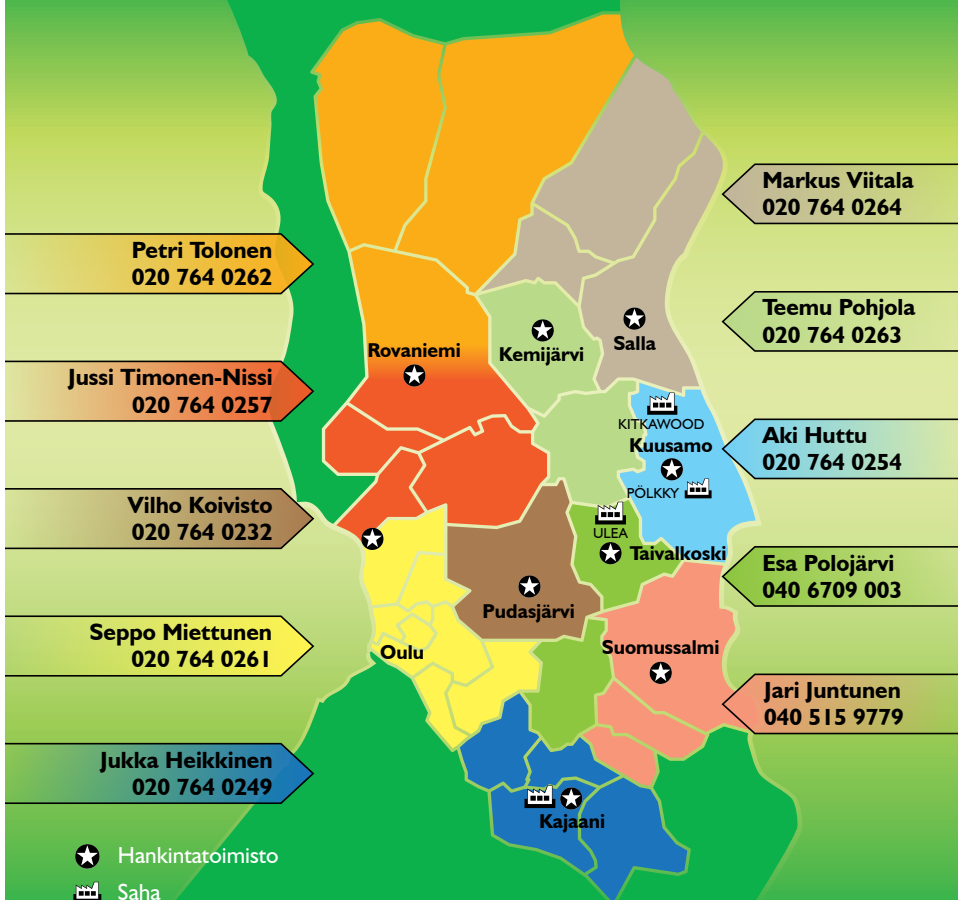 Markus Viitala
020 764 0264
Petri Tolonen
020 764 0262
Teemu Pohjola
020 764 0263
Rovaniemi
Kemijärvi
Salla
Jussi Timonen-Nissi
020 764 0257
KITKAWOOD
Kuusamo
PÖLKKY
Aki Huttu
020 764 0254
Vilho Koivisto
020 764 0232
ULEA
Taivalkoski
Esa Polojärvi
040 6709 003
Pudasjärvi
Seppo Miettunen
020 764 0261
Oulu
Suomussalmi
Jari Juntunen
040 515 9779
Jukka Heikkinen
020 764 0249
Kajaani
Hankintatoimisto
Saha